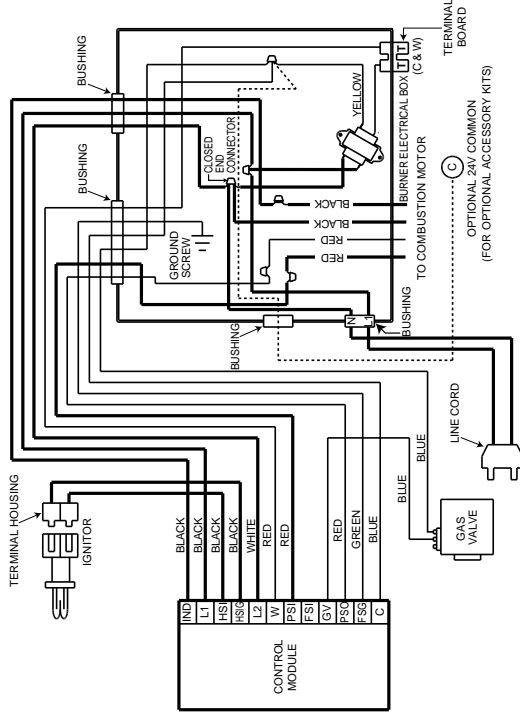 TERMINAL HOUSING
IGNITOR
CONTROL
MODULE
IND
L1
HSI
HSIG
L2
W
PSI
FSI
GV
PSO
FSG
C
BLACK
BLACK
BLACK
BLACK
WHITE
RED
RED
RED
GREEN
BLUE
BLUE
BLUE
GAS
VALVE
LINE CORD
BUSHING
BUSHING
BUSHING
BUSHING
N
L1
GROUND
SCREW
CLOSED
END
CONNECTOR
YELLOW
RED
RED
BLACK
BLACK
TO COMBUSTION MOTOR
BURNER ELECTRICAL BOX
T
T
(C & W)
TERMINAL
BOARD
C
OPTIONAL 24V COMMON
(FOR OPTIONAL ACCESSORY KITS)